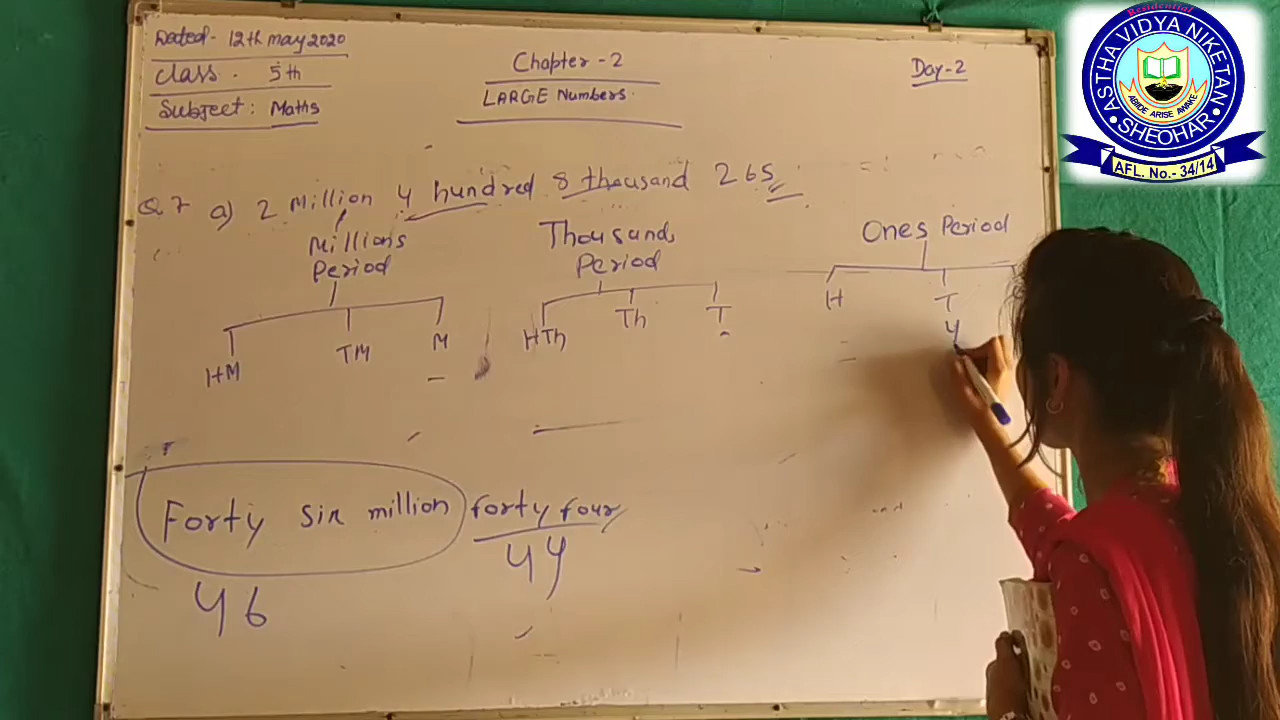 Dated- 12th may 2020
Class. 5th
Subject: Maths
Chapter-2
LARGE Numbers.
Day-2
Residential
ASTHA VIDYA NIKETAN
ABIDE ARISE AWAKE
SHEOHAR
AFL. No.- 34/14
Q.7 a) 2 Million 4 hundred 8 thousand 265
Millions Thousands Ones Period
Period Period
HM TM M HTh Th T H T
4
Forty six million forty four
46 44